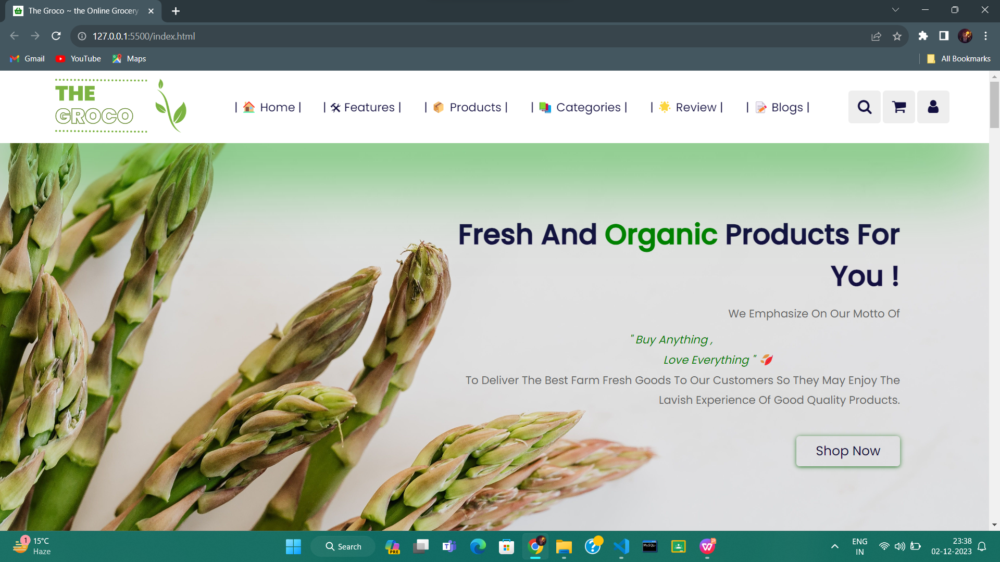 The Groco ~ the Online Grocery
127.0.0.1:5500/index.html
Gmail
YouTube
Maps
All Bookmarks
THE
GROCO
| 🏠 Home |
| 🛠 Features |
| 📦 Products |
| 📚 Categories |
| 🌟 Review |
| 📝 Blogs |
Fresh And Organic Products For
You !
We Emphasize On Our Motto Of
" Buy Anything ,
Love Everything " 🍂
To Deliver The Best Farm Fresh Goods To Our Customers So They May Enjoy The
Lavish Experience Of Good Quality Products.
Shop Now
1
15°C
Haze
Search
PRE
MySQL
ENG
IN
23:38
02-12-2023